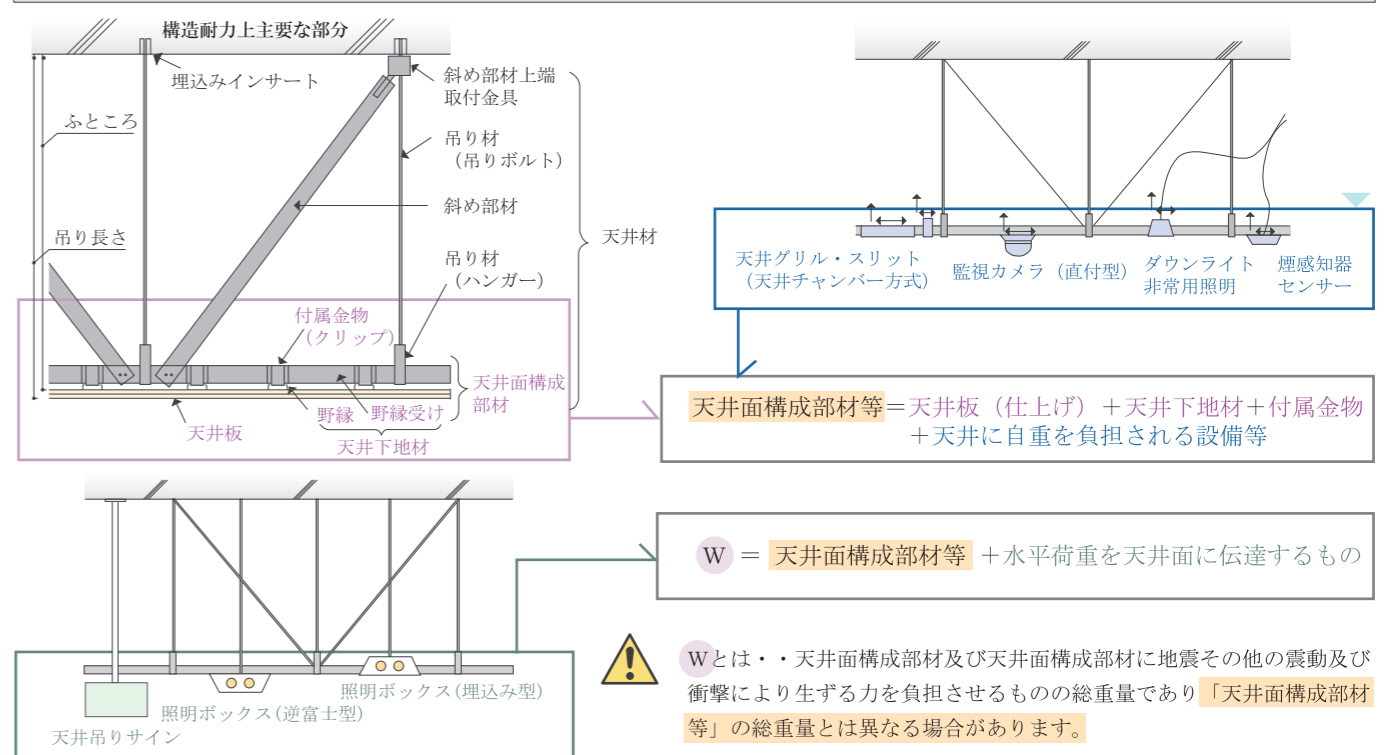 構造耐力上主要な部分
埋込みインサート
斜め部材上端
取付金具
ふところ
吊り材
(吊りボルト)
斜め部材
吊り長さ
天井材
吊り材
(ハンガー)
付属金物
(クリップ)
天井面構成
部材
野縁
野縁受け
天井板
天井下地材
天井グリル・スリット
(天井チャンバー方式)
監視カメラ(直付型)
ダウンライト
非常用照明
煙感知器
センサー
天井面構成部材等=天井板(仕上げ)+天井下地材+付属金物
+天井に自重を負担される設備等
W = 天井面構成部材等 +水平荷重を天井面に伝達するもの
照明ボックス(埋込み型)
照明ボックス(逆富士型)
天井吊りサイン
Wとは・・天井面構成部材及び天井面構成部材に地震その他の震動及び
衝撃により生ずる力を負担させるものの総重量であり「天井面構成部材
等」の総重量とは異なる場合があります。